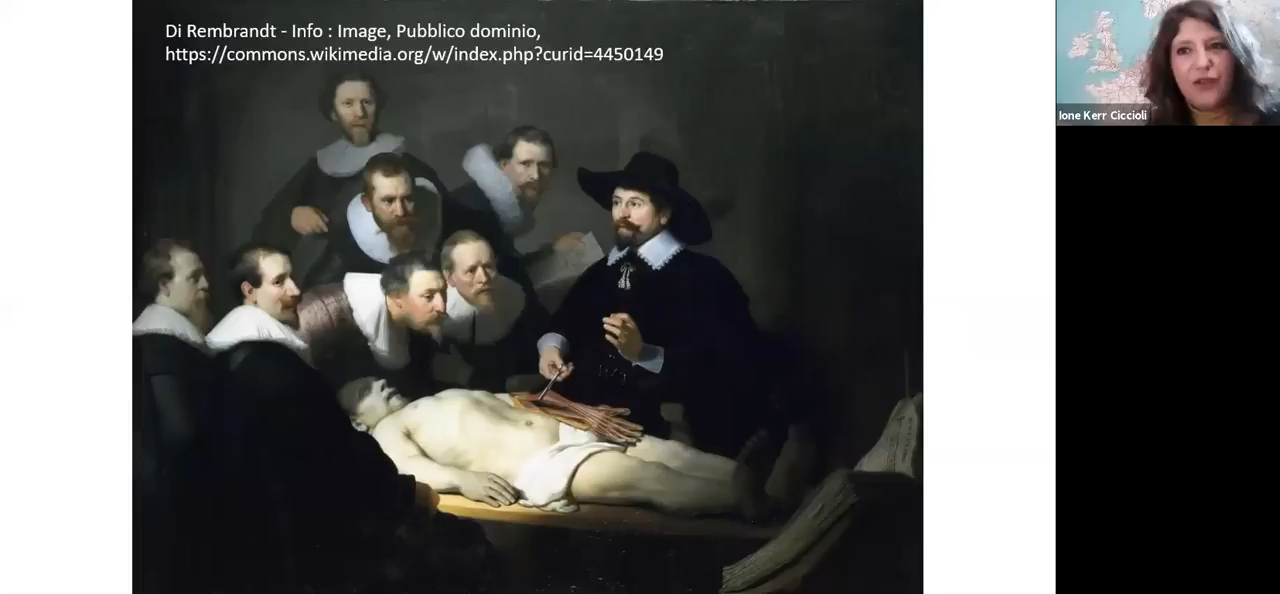 Di Rembrandt - Info : Image, Pubblico dominio,
https://commons.wikimedia.org/w/index.php?curid=4450149
Ione Kerr Ciccioli